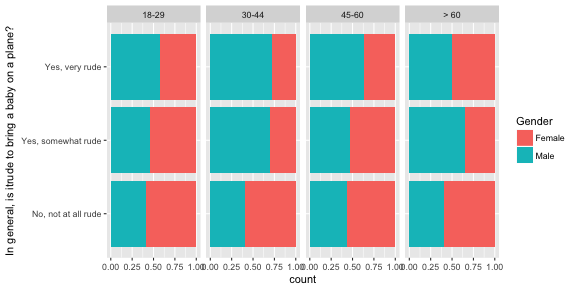 18-29 30-44 45-60 > 60
In general, is itrude to bring a baby on a plane?
Yes, very rude
Yes, somewhat rude
No, not at all rude
0.00 0.25 0.50 0.75 1.00 0.00 0.25 0.50 0.75 1.00 0.00 0.25 0.50 0.75 1.00 0.00 0.25 0.50 0.75 1.00
count
Gender
Female
Male